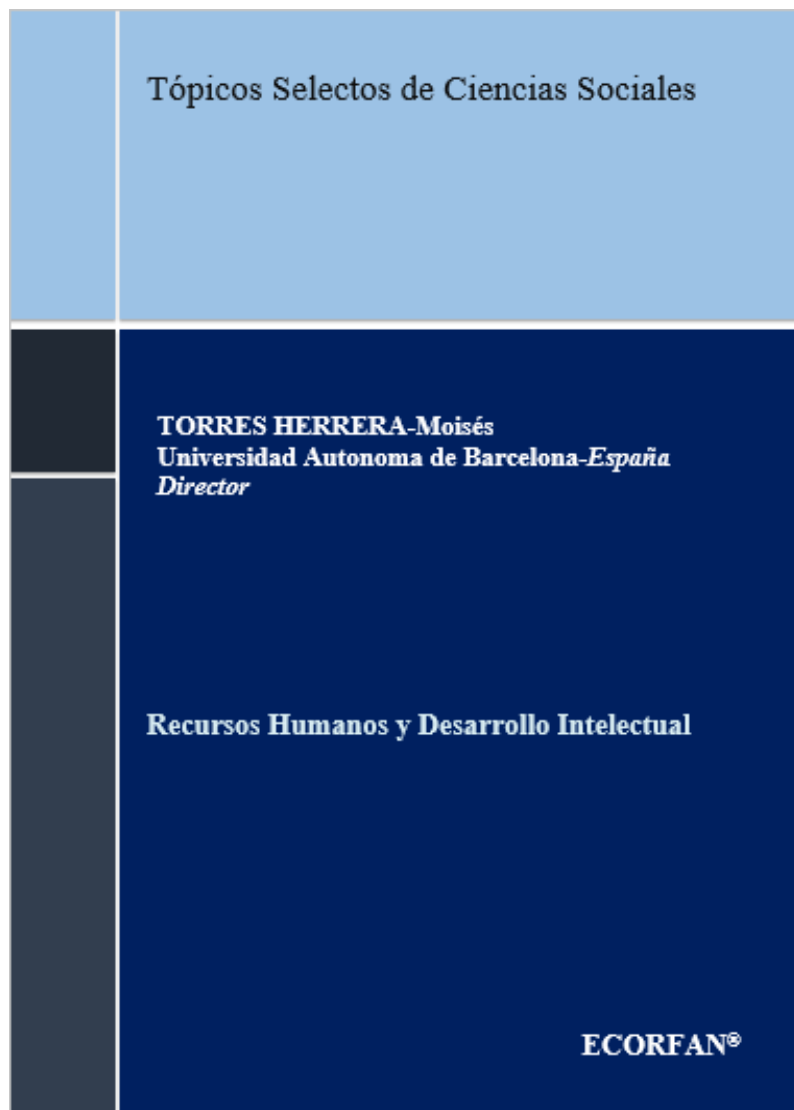 Tópicos Selectos de Ciencias Sociales
TORRES HERRERA-Moisés
Universidad Autonoma de Barcelona-España
Director
Recursos Humanos y Desarrollo Intelectual
ECORFAN®